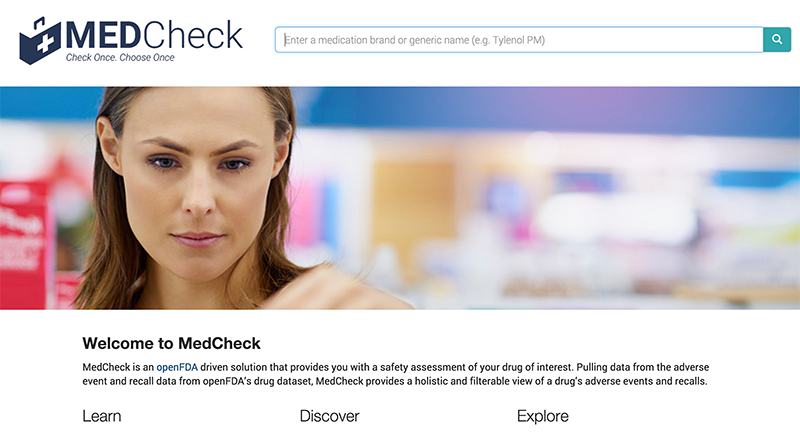 MEDCheck
Check Once. Choose Once
Enter a medication brand or generic name (e.g. Tylenol PM)
Welcome to MedCheck
MedCheck is an openFDA driven solution that provides you with a safety assessment of your drug of interest. Pulling data from the adverse
event and recall data from openFDA's drug dataset, MedCheck provides a holistic and filterable view of a drug's adverse events and recalls.
Learn
Discover
Explore